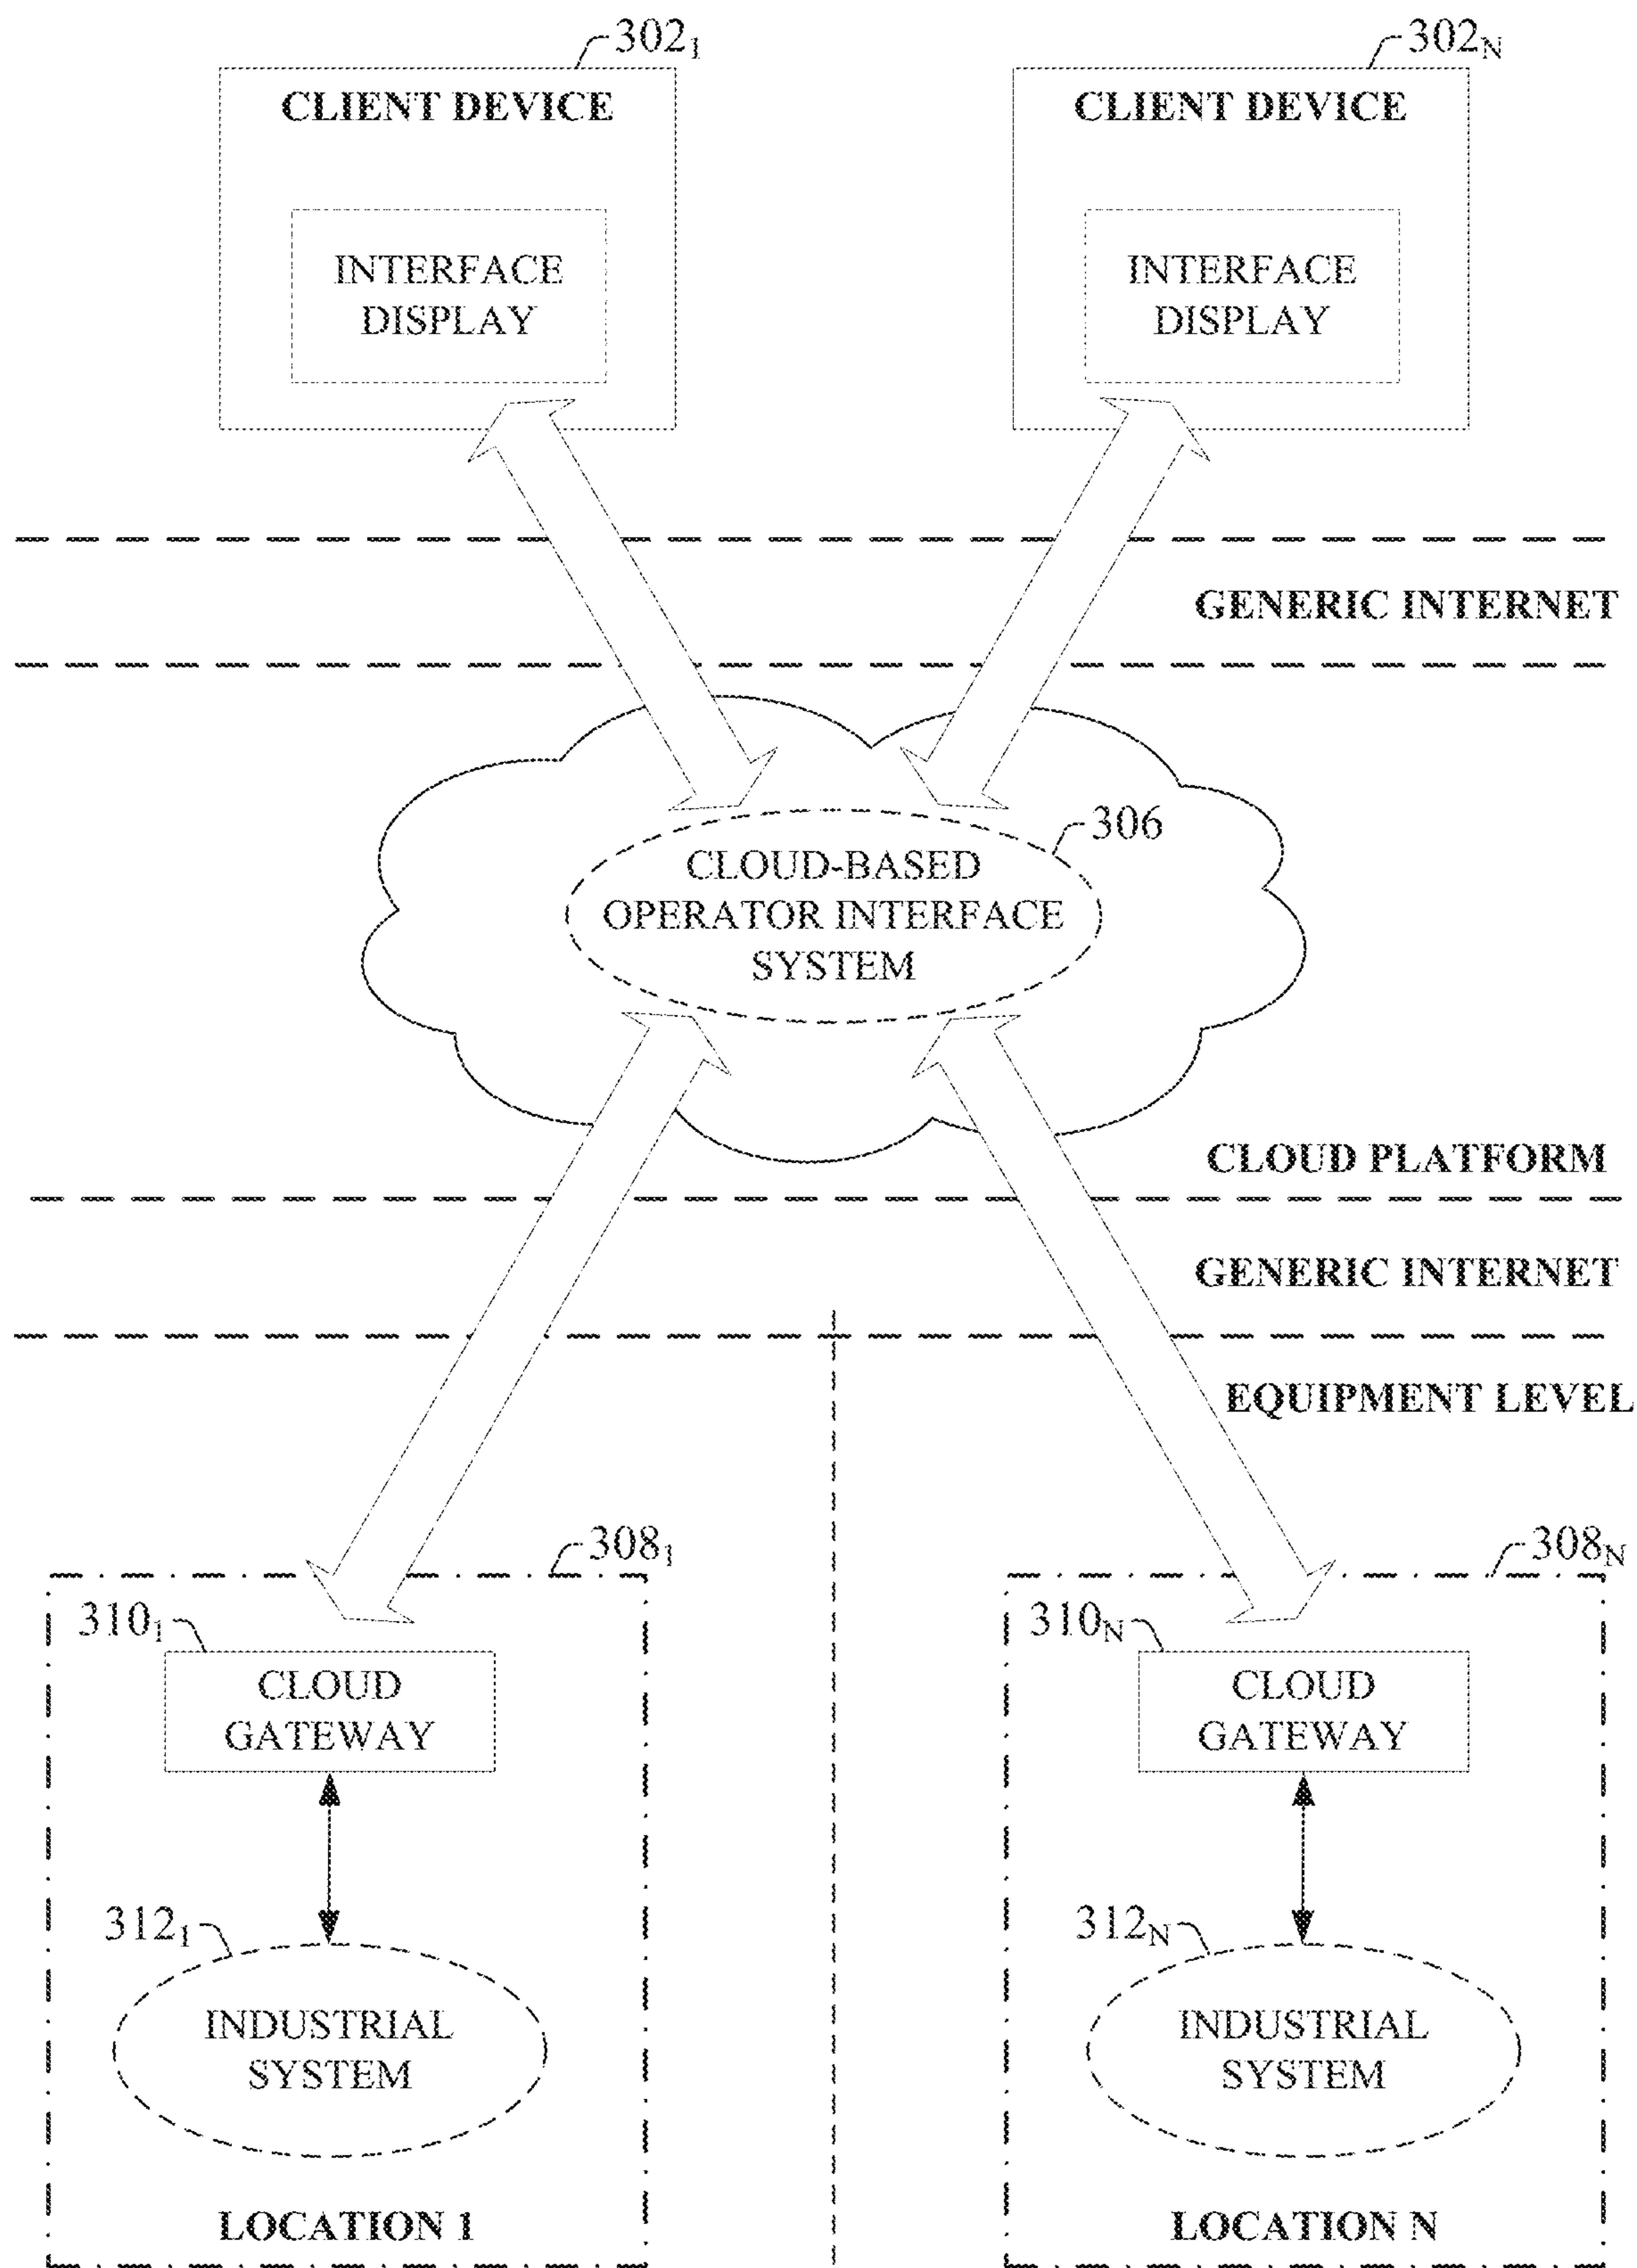 302₁
302N
CLIENT DEVICE
CLIENT DEVICE
INTERFACE
DISPLAY
INTERFACE
DISPLAY
GENERIC INTERNET
306
CLOUD-BASED
OPERATOR INTERFACE
SYSTEM
CLOUD PLATFORM
GENERIC INTERNET
EQUIPMENT LEVEL
308₁
308N
310₁
310N
CLOUD
GATEWAY
CLOUD
GATEWAY
312₁
312N
INDUSTRIAL
SYSTEM
INDUSTRIAL
SYSTEM
LOCATION 1
LOCATION N